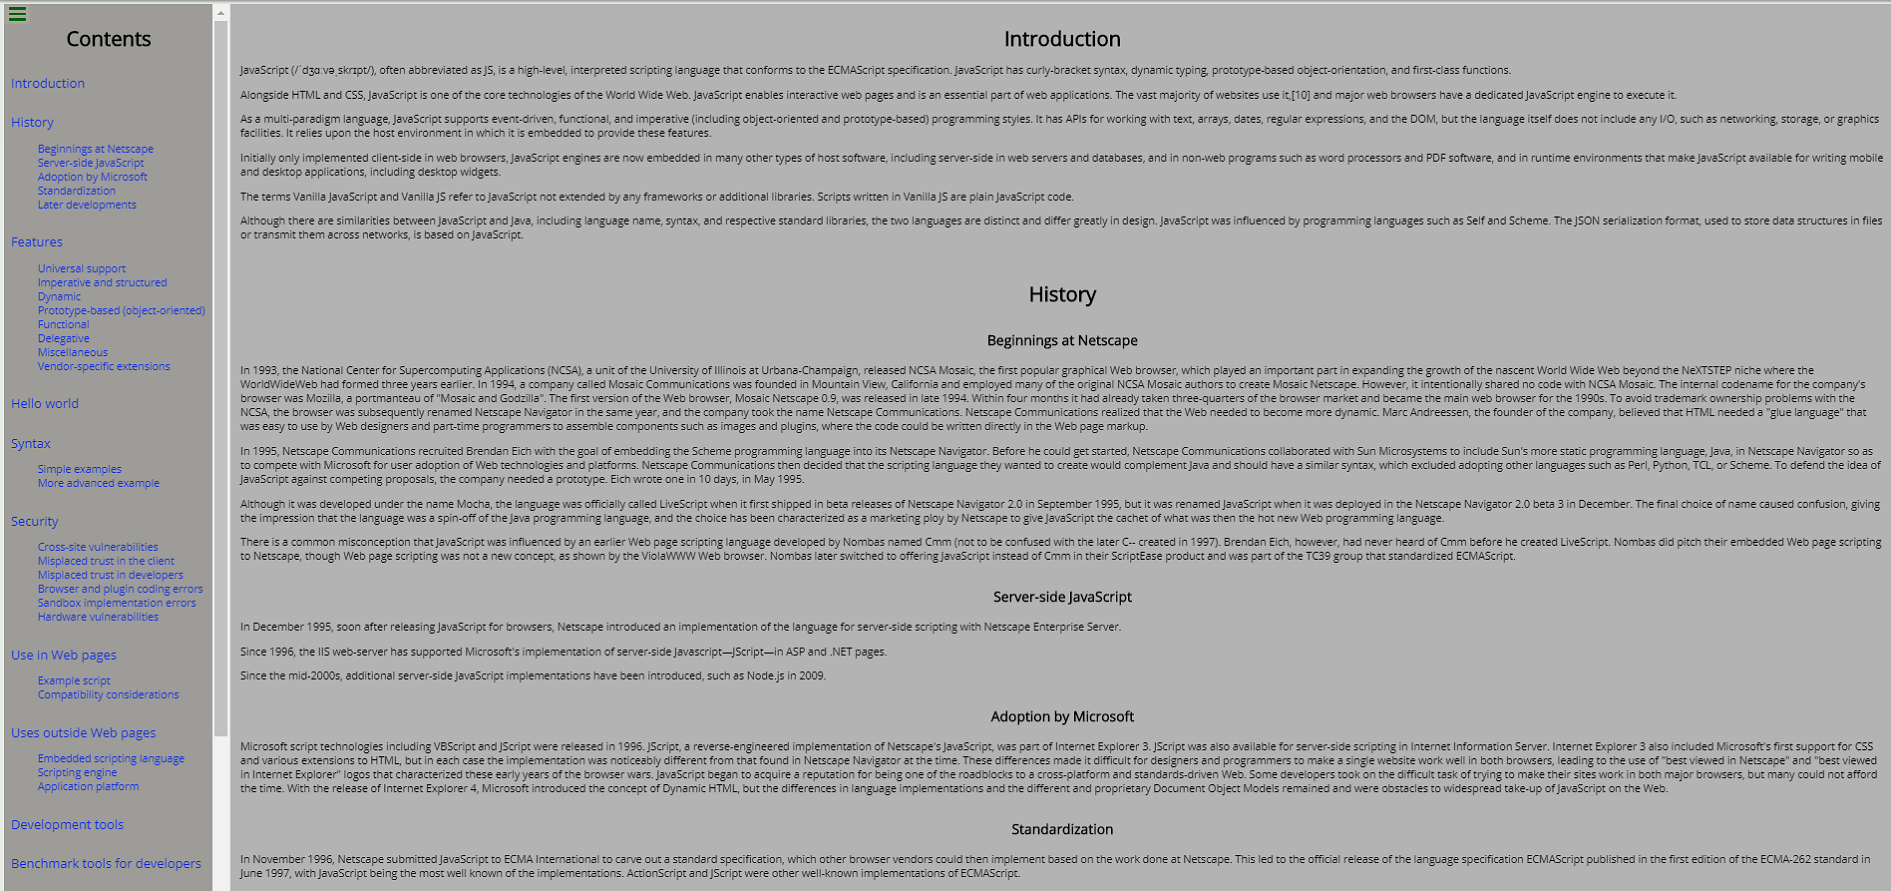 Contents
Introduction
History
Beginnings at Netscape
Server-side JavaScript
Adoption by Microsoft
Standardization
Later developments
Features
Universal support
Imperative and structured
Dynamic
Prototype-based (object-oriented)
Functional
Delegative
Miscellaneous
Vendor-specific extensions
Hello world
Syntax
Simple examples
More advanced example
Security
Cross-site vulnerabilities
Misplaced trust in the client
Misplaced trust in developers
Browser and plugin coding errors
Sandbox implementation errors
Hardware vulnerabilities
Use in Web pages
Example script
Compatibility considerations
Uses outside Web pages
Embedded scripting language
Scripting engine
Application platform
Development tools
Benchmark tools for developers
Introduction
JavaScript (/ˈdʒɑːvəˌskrɪpt/), often abbreviated as JS, is a high-level, interpreted scripting language that conforms to the ECMAScript specification. JavaScript has curly-bracket syntax, dynamic typing, prototype-based object-orientation, and first-class functions.
Alongside HTML and CSS, JavaScript is one of the core technologies of the World Wide Web. JavaScript enables interactive web pages and is an essential part of web applications. The vast majority of websites use it,[10] and major web browsers have a dedicated JavaScript engine to execute it.
As a multi-paradigm language, JavaScript supports event-driven, functional, and imperative (including object-oriented and prototype-based) programming styles. It has APIs for working with text, arrays, dates, regular expressions, and the DOM, but the language itself does not include any I/O, such as networking, storage, or graphics
facilities. It relies upon the host environment in which it is embedded to provide these features.
Initially only implemented client-side in web browsers, JavaScript engines are now embedded in many other types of host software, including server-side in web servers and databases, and in non-web programs such as word processors and PDF software, and in runtime environments that make JavaScript available for writing mobile
and desktop applications, including desktop widgets.
The terms Vanilla JavaScript and Vanilla JS refer to JavaScript not extended by any frameworks or additional libraries. Scripts written in Vanilla JS are plain JavaScript code.
Although there are similarities between JavaScript and Java, including language name, syntax, and respective standard libraries, the two languages are distinct and differ greatly in design. JavaScript was influenced by programming languages such as Self and Scheme. The JSON serialization format, used to store data structures in files
or transmit them across networks, is based on JavaScript.
History
Beginnings at Netscape
In 1993, the National Center for Supercomputing Applications (NCSA), a unit of the University of Illinois at Urbana-Champaign, released NCSA Mosaic, the first popular graphical Web browser, which played an important part in expanding the growth of the nascent World Wide Web beyond the NeXTSTEP niche where the
WorldWideWeb had formed three years earlier. In 1994, a company called Mosaic Communications was founded in Mountain View, California and employed many of the original NCSA Mosaic authors to create Mosaic Netscape. However, it intentionally shared no code with NCSA Mosaic. The internal codename for the company's
browser was Mozilla, a portmanteau of "Mosaic and Godzilla". The first version of the Web browser, Mosaic Netscape 0.9, was released in late 1994. Within four months it had already taken three-quarters of the browser market and became the main web browser for the 1990s. To avoid trademark ownership problems with the
NCSA, the browser was subsequently renamed Netscape Navigator in the same year, and the company took the name Netscape Communications. Netscape Communications realized that the Web needed to become more dynamic. Marc Andreessen, the founder of the company, believed that HTML needed a "glue language" that
was easy to use by Web designers and part-time programmers to assemble components such as images and plugins, where the code could be written directly in the Web page markup.
In 1995, Netscape Communications recruited Brendan Eich with the goal of embedding the Scheme programming language into its Netscape Navigator. Before he could get started, Netscape Communications collaborated with Sun Microsystems to include Sun's more static programming language, Java, in Netscape Navigator so as
to compete with Microsoft for user adoption of Web technologies and platforms. Netscape Communications then decided that the scripting language they wanted to create would complement Java and should have a similar syntax, which excluded adopting other languages such as Perl, Python, TCL, or Scheme. To defend the idea of
JavaScript against competing proposals, the company needed a prototype. Eich wrote one in 10 days, in May 1995.
Although it was developed under the name Mocha, the language was officially called LiveScript when it first shipped in beta releases of Netscape Navigator 2.0 in September 1995, but it was renamed JavaScript when it was deployed in the Netscape Navigator 2.0 beta 3 in December. The final choice of name caused confusion, giving
the impression that the language was a spin-off of the Java programming language, and the choice has been characterized as a marketing ploy by Netscape to give JavaScript the cachet of what was then the hot new Web programming language.
There is a common misconception that JavaScript was influenced by an earlier Web page scripting language developed by Nombas named Cmm (not to be confused with the later C-- created in 1997). Brendan Eich, however, had never heard of Cmm before he created LiveScript. Nombas did pitch their embedded Web page scripting
to Netscape, though Web page scripting was not a new concept, as shown by the ViolaWWW Web browser. Nombas later switched to offering JavaScript instead of Cmm in their ScriptEase product and was part of the TC39 group that standardized ECMAScript.
Server-side JavaScript
In December 1995, soon after releasing JavaScript for browsers, Netscape introduced an implementation of the language for server-side scripting with Netscape Enterprise Server.
Since 1996, the IIS web-server has supported Microsoft's implementation of server-side Javascript—JScript—in ASP and .NET pages.
Since the mid-2000s, additional server-side JavaScript implementations have been introduced, such as Node.js in 2009.
Adoption by Microsoft
Microsoft script technologies including VBScript and JScript were released in 1996. JScript, a reverse-engineered implementation of Netscape's JavaScript, was part of Internet Explorer 3. JScript was also available for server-side scripting in Internet Information Server. Internet Explorer 3 also included Microsoft's first support for CSS
and various extensions to HTML, but in each case the implementation was noticeably different from that found in Netscape Navigator at the time. These differences made it difficult for designers and programmers to make a single website work well in both browsers, leading to the use of "best viewed in Netscape" and "best viewed
in Internet Explorer" logos that characterized these early years of the browser wars. JavaScript began to acquire a reputation for being one of the roadblocks to a cross-platform and standards-driven Web. Some developers took on the difficult task of trying to make their sites work in both major browsers, but many could not afford
the time. With the release of Internet Explorer 4, Microsoft introduced the concept of Dynamic HTML, but the differences in language implementations and the different and proprietary Document Object Models remained and were obstacles to widespread take-up of JavaScript on the Web.
Standardization
In November 1996, Netscape submitted JavaScript to ECMA International to carve out a standard specification, which other browser vendors could then implement based on the work done at Netscape. This led to the official release of the language specification ECMAScript published in the first edition of the ECMA-262 standard in
June 1997, with JavaScript being the most well known of the implementations. ActionScript and JScript were other well-known implementations of ECMAScript.